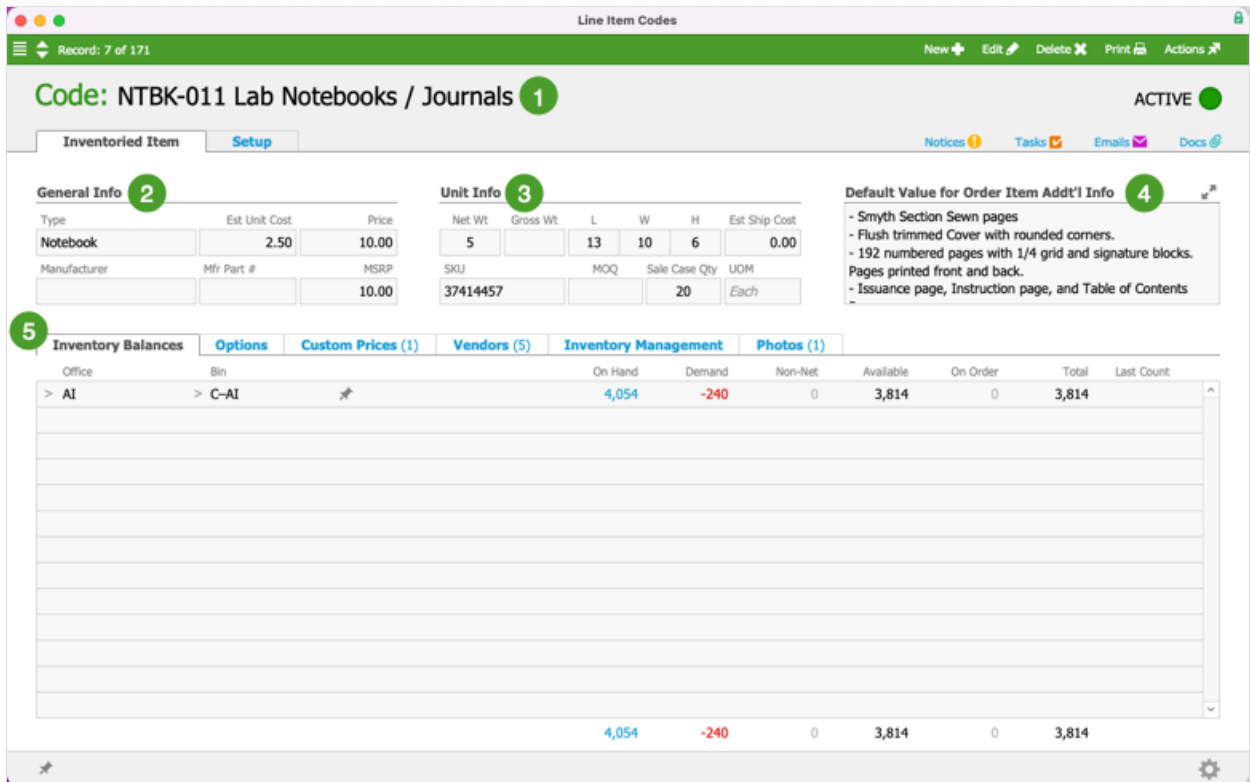 Line Item Codes
Record: 7 of 171 New Edit Delete Print Actions
Code: NTBK-011 Lab Notebooks / Journals 1 ACTIVE
Inventoried Item Setup Notices Tasks Emails Docs
General Info 2 Unit Info 3 Default Value for Order Item Addt'l Info 4
Type Est Unit Cost Price Net Wt Gross Wt L W H Est Ship Cost
Notebook 2.50 10.00 5 13 10 6 0.00
Manufacturer Mfr Part # MSRP SKU MOQ Sale Case Qty UOM
10.00 37414457 20 Each
- Smyth Section Sewn pages
- Flush trimmed Cover with rounded corners.
- 192 numbered pages with 1/4 grid and signature blocks.
Pages printed front and back.
- Issuance page, Instruction page, and Table of Contents
5
Inventory Balances Options Custom Prices (1) Vendors (5) Inventory Management Photos (1)
Office Bin On Hand Demand Non-Net Available On Order Total Last Count
> AI > C–AI 4,054 -240 0 3,814 0 3,814
4,054 -240 0 3,814 0 3,814